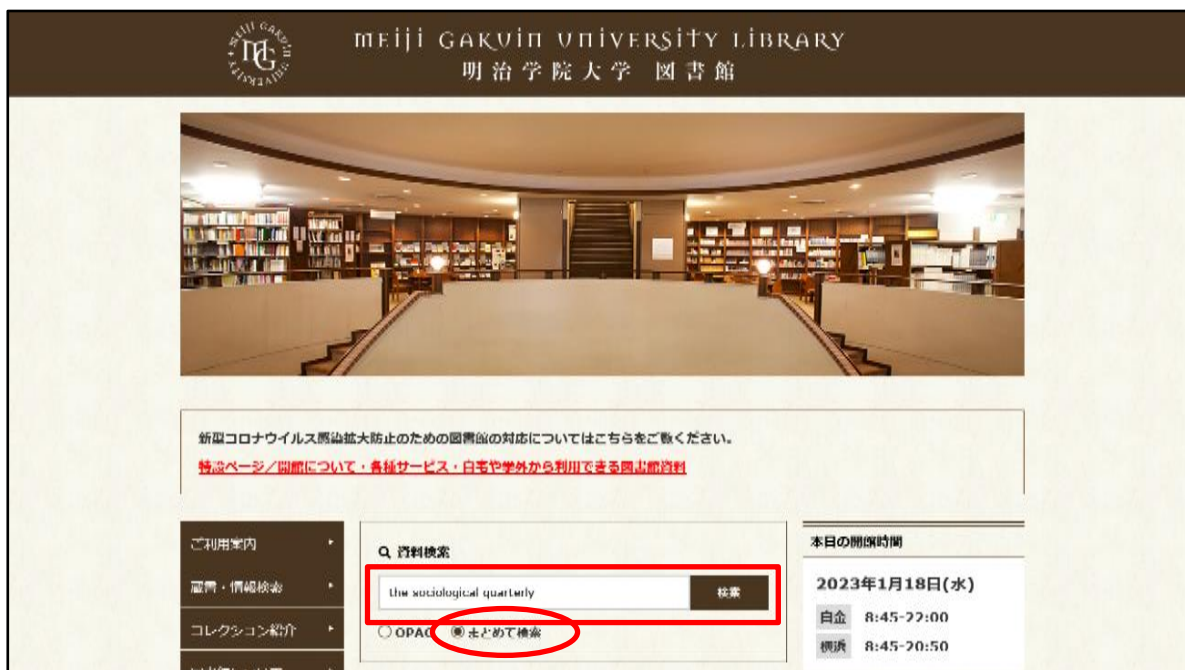 MEIJI GAKUIN UNIVERSITY
MEIJI GAKUIN UNIVERSITY LIBRARY
明治学院大学 図書館
新型コロナウイルス感染拡大防止のための図書館の対応についてはこちらをご覧ください。
特設ページ/開館について・各種サービス・自宅や学外から利用できる図書館資料
ご利用案内
蔵書・情報検索
コレクション紹介
資料検索
the sociological quarterly
検索
OPAC まとめて検索
本日の開館時間
2023年1月18日(水)
白金 8:45-22:00
横浜 8:45-20:50